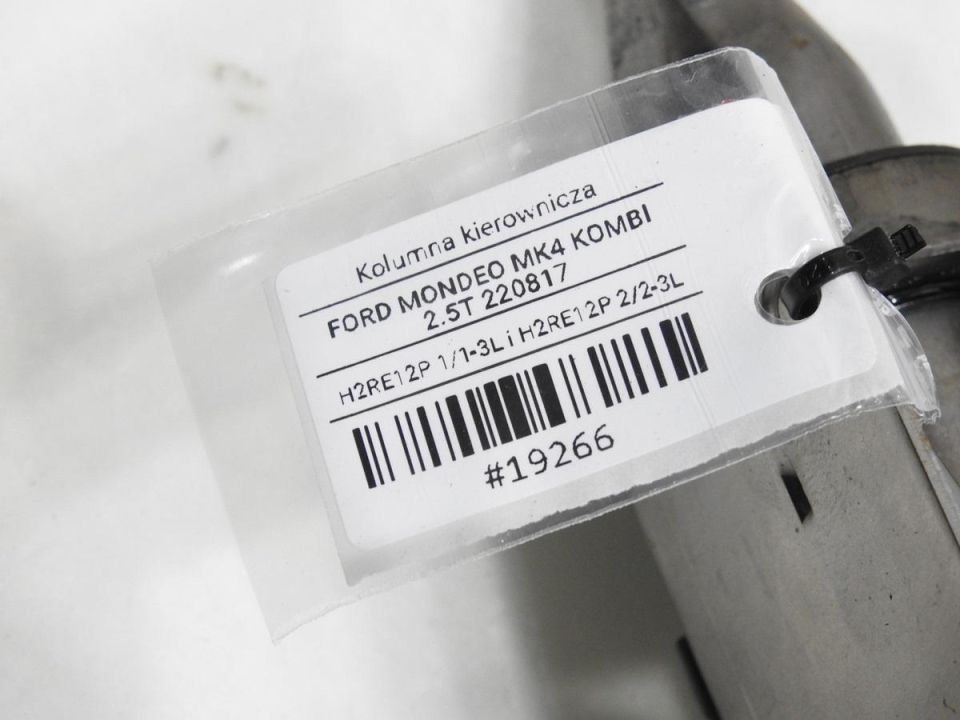 Kolumna kierownicza
FORD MONDEO MK4 KOMBI
2.5T 220817
H2RE12P 1/1-3L i H2RE12P 2/2-3L
#19266